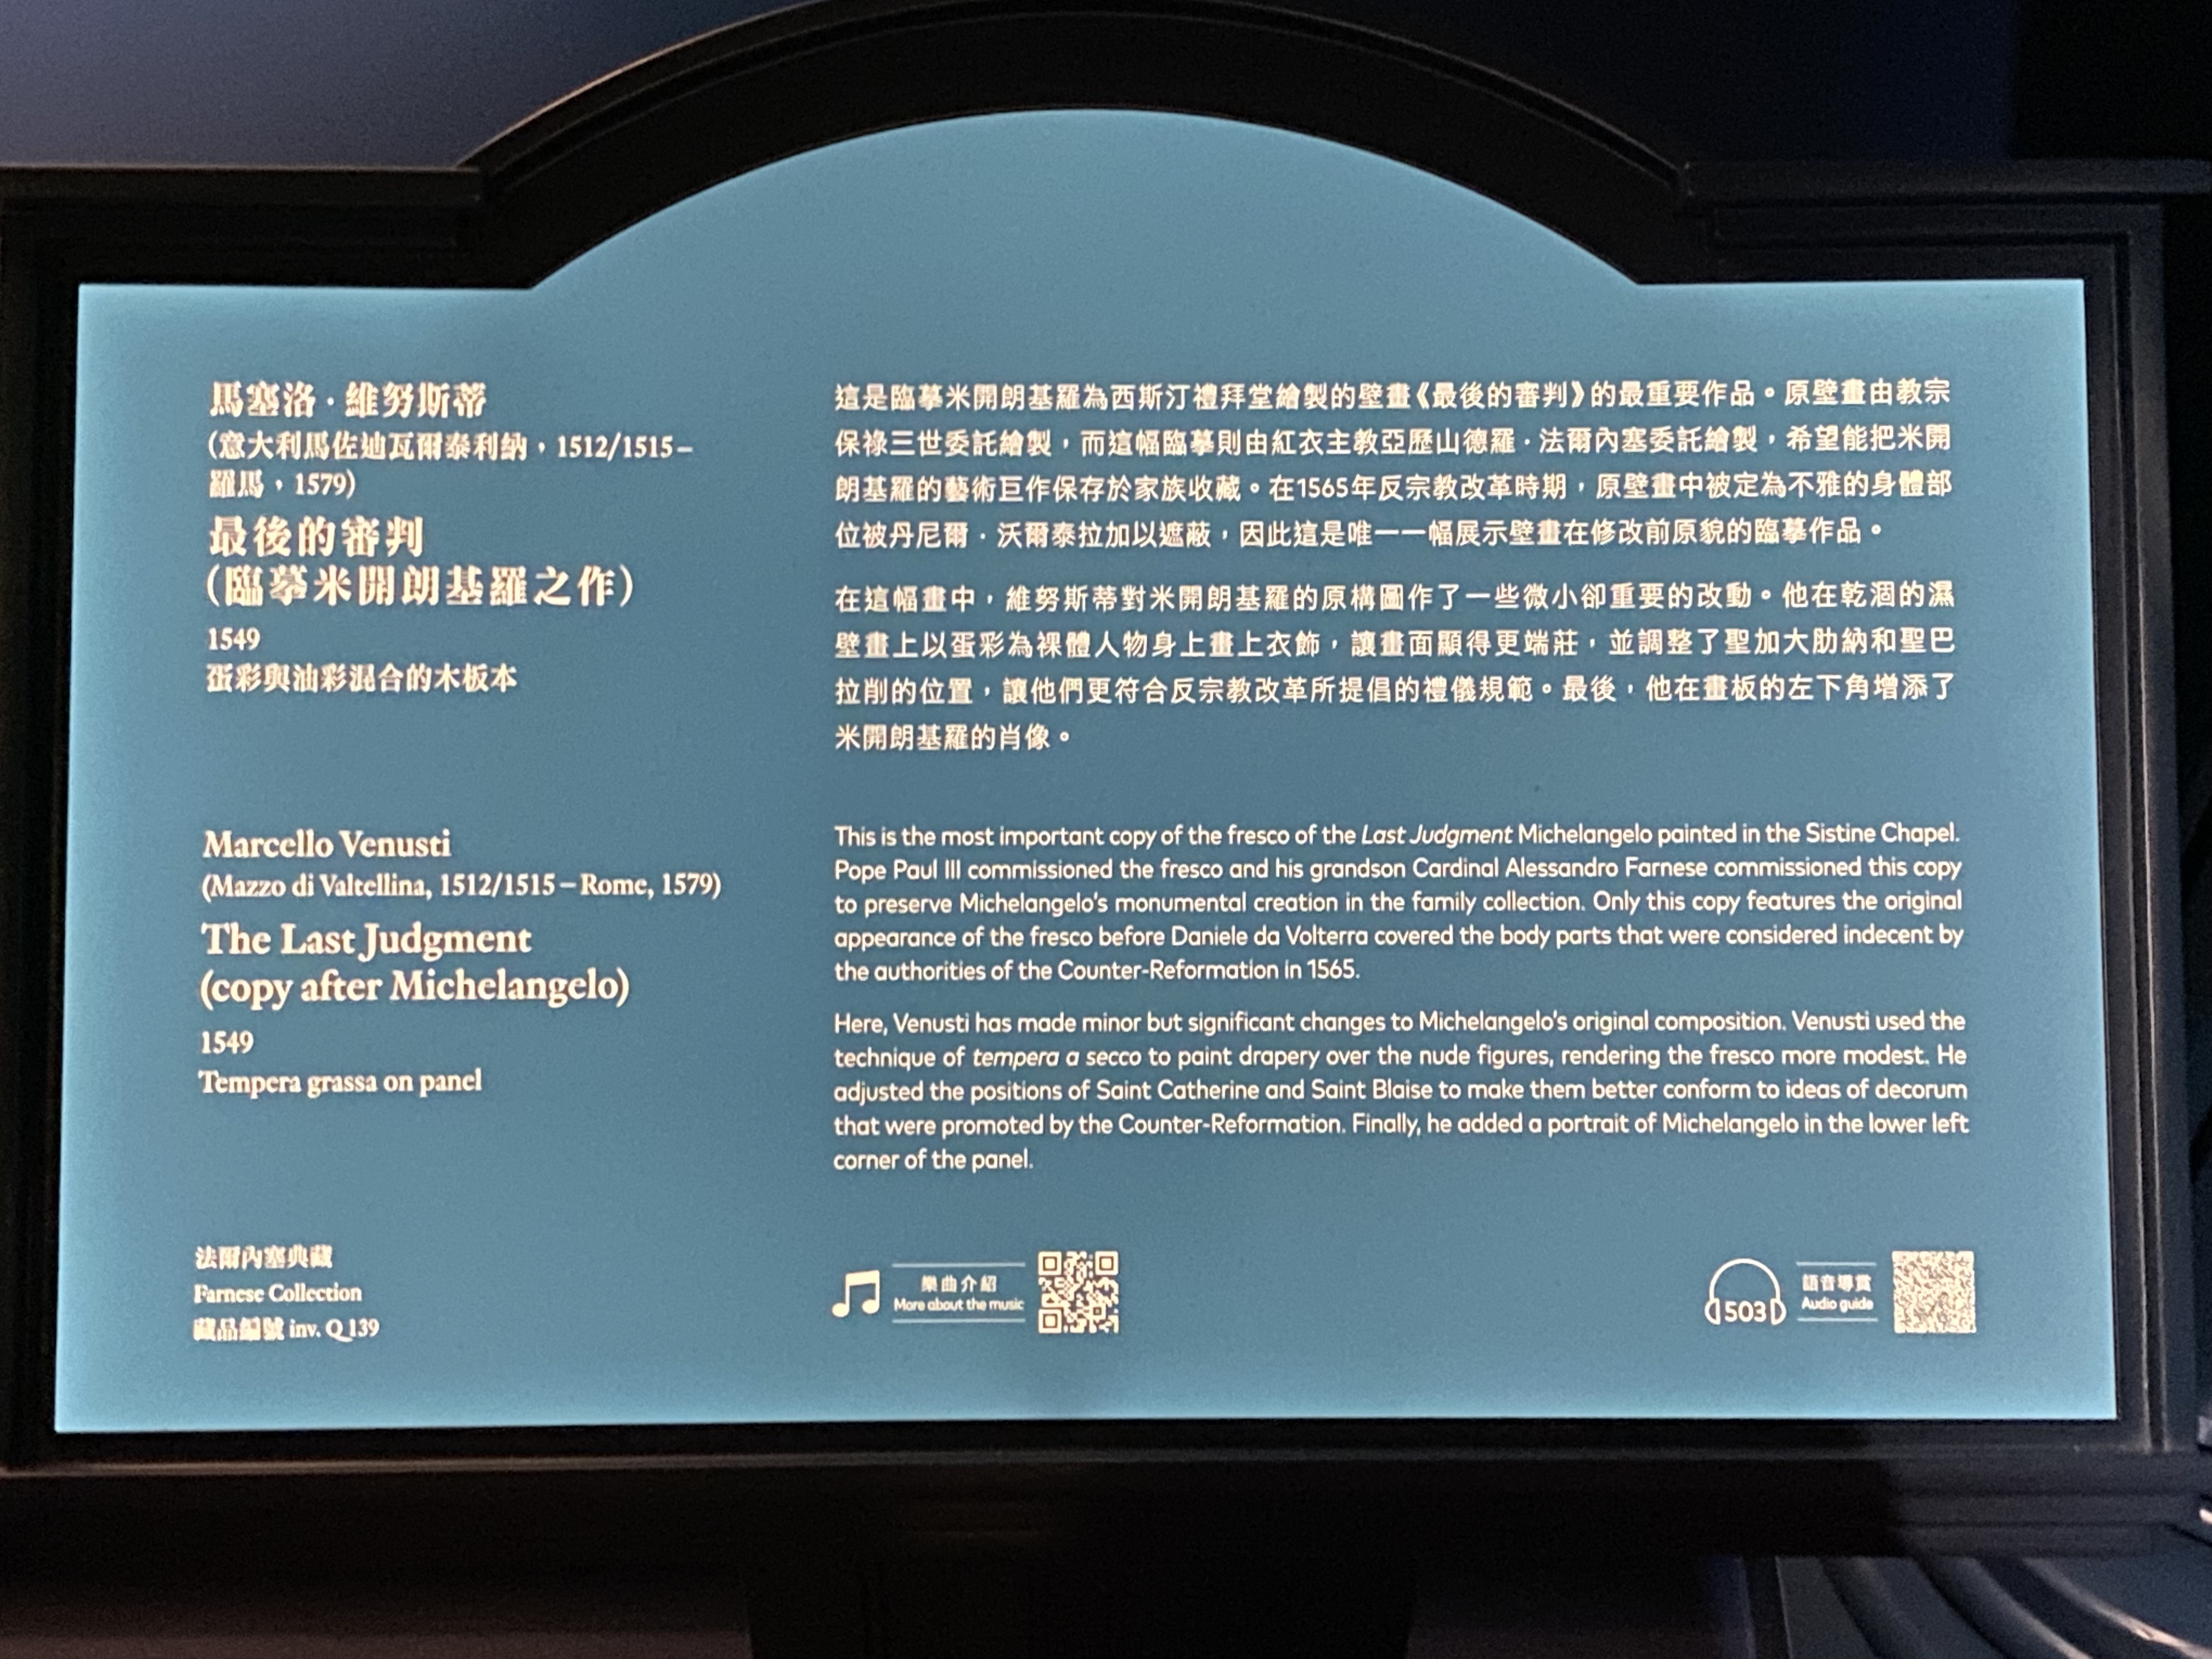 馬塞洛·維努斯蒂
(意大利馬佐迪瓦爾泰利納，1512/1515–
羅馬，1579)
最後的審判
(臨摹米開朗基羅之作)
1549
蛋彩與油彩混合的木板本
這是臨摹米開朗基羅為西斯汀禮拜堂繪製的壁畫《最後的審判》的最重要作品。原壁畫由教宗
保祿三世委託繪製，而這幅臨摹則由紅衣主教亞歷山德羅·法爾內塞委託繪製，希望能把米開
朗基羅的藝術巨作保存於家族收藏。在1565年反宗教改革時期，原壁畫中被定為不雅的身體部
位被丹尼爾·沃爾泰拉加以遮蔽，因此這是唯一一幅展示壁畫在修改前原貌的臨摹作品。
在這幅畫中，維努斯蒂對米開朗基羅的原構圖作了一些微小卻重要的改動。他在乾涸的濕
壁畫上以蛋彩為裸體人物身上畫上衣飾，讓畫面顯得更端莊，並調整了聖加大肋納和聖巴
拉削的位置，讓他們更符合反宗教改革所提倡的禮儀規範。最後，他在畫板的左下角增添了
米開朗基羅的肖像。
Marcello Venusti
(Mazzo di Valtellina, 1512/1515–Rome, 1579)
The Last Judgment
(copy after Michelangelo)
1549
Tempera grassa on panel
This is the most important copy of the fresco of the Last Judgment Michelangelo painted in the Sistine Chapel.
Pope Paul III commissioned the fresco and his grandson Cardinal Alessandro Farnese commissioned this copy
to preserve Michelangelo's monumental creation in the family collection. Only this copy features the original
appearance of the fresco before Daniele da Volterra covered the body parts that were considered indecent by
the authorities of the Counter-Reformation in 1565.
Here, Venusti has made minor but significant changes to Michelangelo's original composition. Venusti used the
technique of tempera a secco to paint drapery over the nude figures, rendering the fresco more modest. He
adjusted the positions of Saint Catherine and Saint Blaise to make them better conform to ideas of decorum
that were promoted by the Counter-Reformation. Finally, he added a portrait of Michelangelo in the lower left
corner of the panel.
法爾內塞典藏
Farnese Collection
藏品編號 inv. Q 139
樂曲介紹
More about the music
503
語音導賞
Audio guide